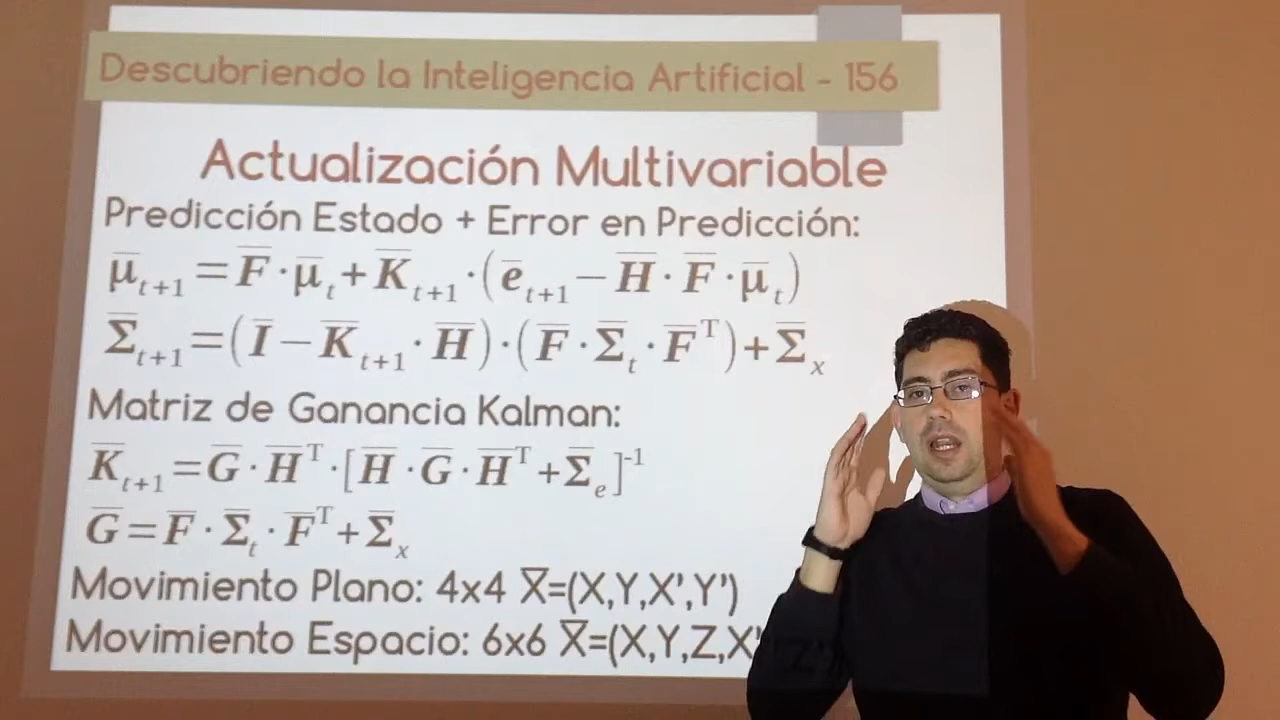 Descubriendo la Inteligencia Artificial - 156
Actualización Multivariable
Predicción Estado + Error en Predicción:
μ̅ₜ₊₁ = F̅ · μ̅ₜ + K̅ₜ₊₁ · (e̅ₜ₊₁ − H̅ · F̅ · μ̅ₜ)
Σ̅ₜ₊₁ = (I̅ − K̅ₜ₊₁ · H̅) · (F̅ · Σ̅ₜ · F̅ᵀ) + Σ̅ₓ
Matriz de Ganancia Kalman:
K̅ₜ₊₁ = G̅ · H̅ᵀ · [H̅ · G̅ · H̅ᵀ + Σ̅ₑ]⁻¹
G̅ = F̅ · Σ̅ₜ · F̅ᵀ + Σ̅ₓ
Movimiento Plano: 4x4 X̅=(X,Y,X',Y')
Movimiento Espacio: 6x6 X̅=(X,Y,Z,X'